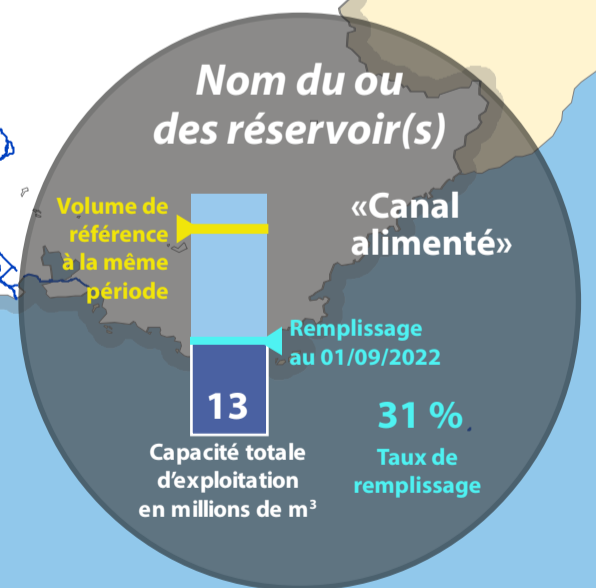 Nom du ou
des réservoir(s)
Volume de
référence
à la même
période
«Canal
alimenté»
Remplissage
au 01/09/2022
13
31 %
Capacité totale
d'exploitation
en millions de m³
Taux de
remplissage